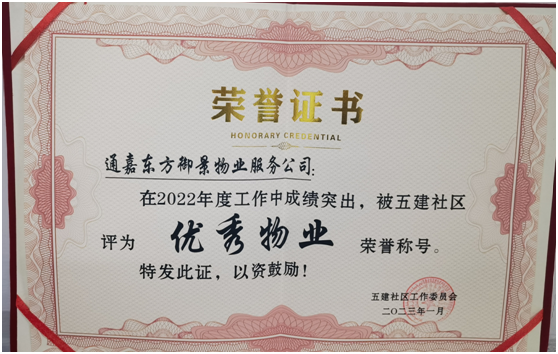 荣誉证书
HONORARY CREDENTIAL
通嘉东方御景物业服务公司:
在2022年度工作中成绩突出，被五建社区
评为 优秀物业 荣誉称号。
特发此证，以资鼓励！
五建社区工作委员会
二〇二三年一月